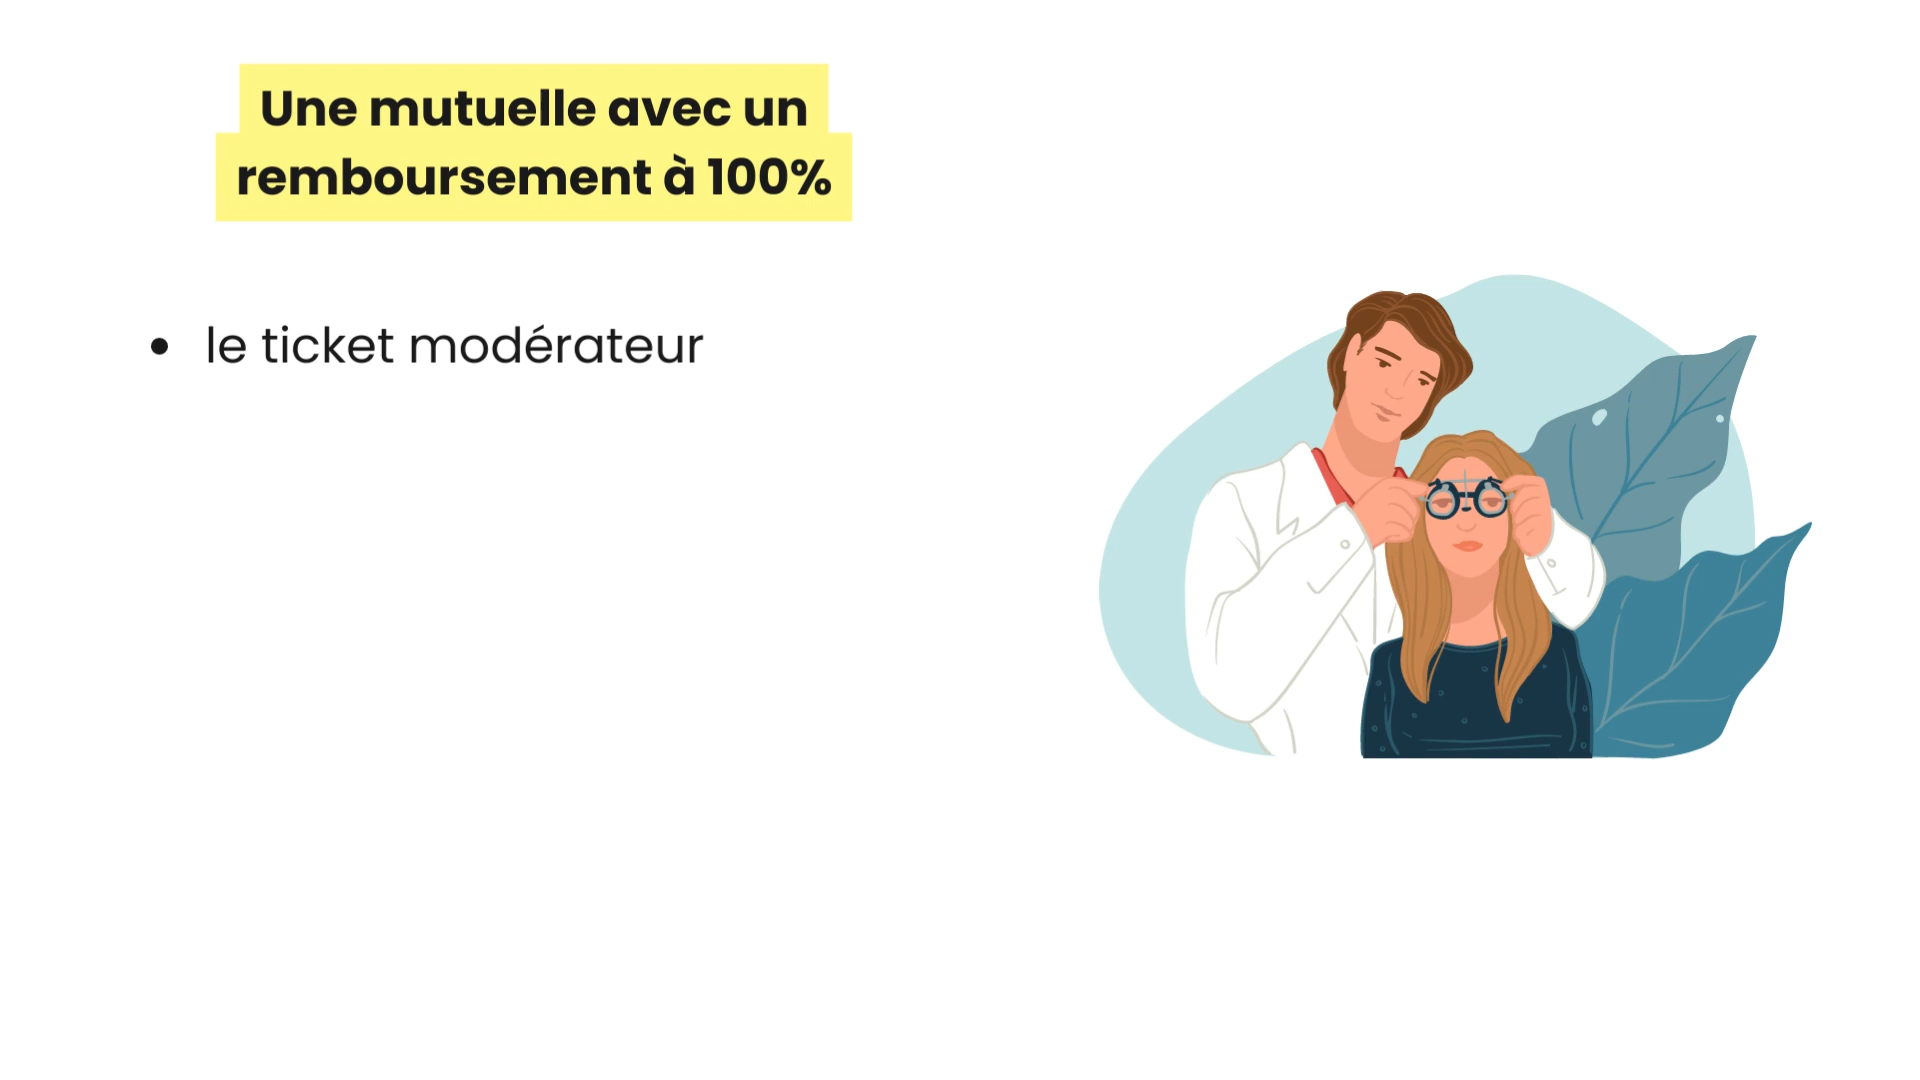 Une mutuelle avec un
remboursement à 100%
• le ticket modérateur